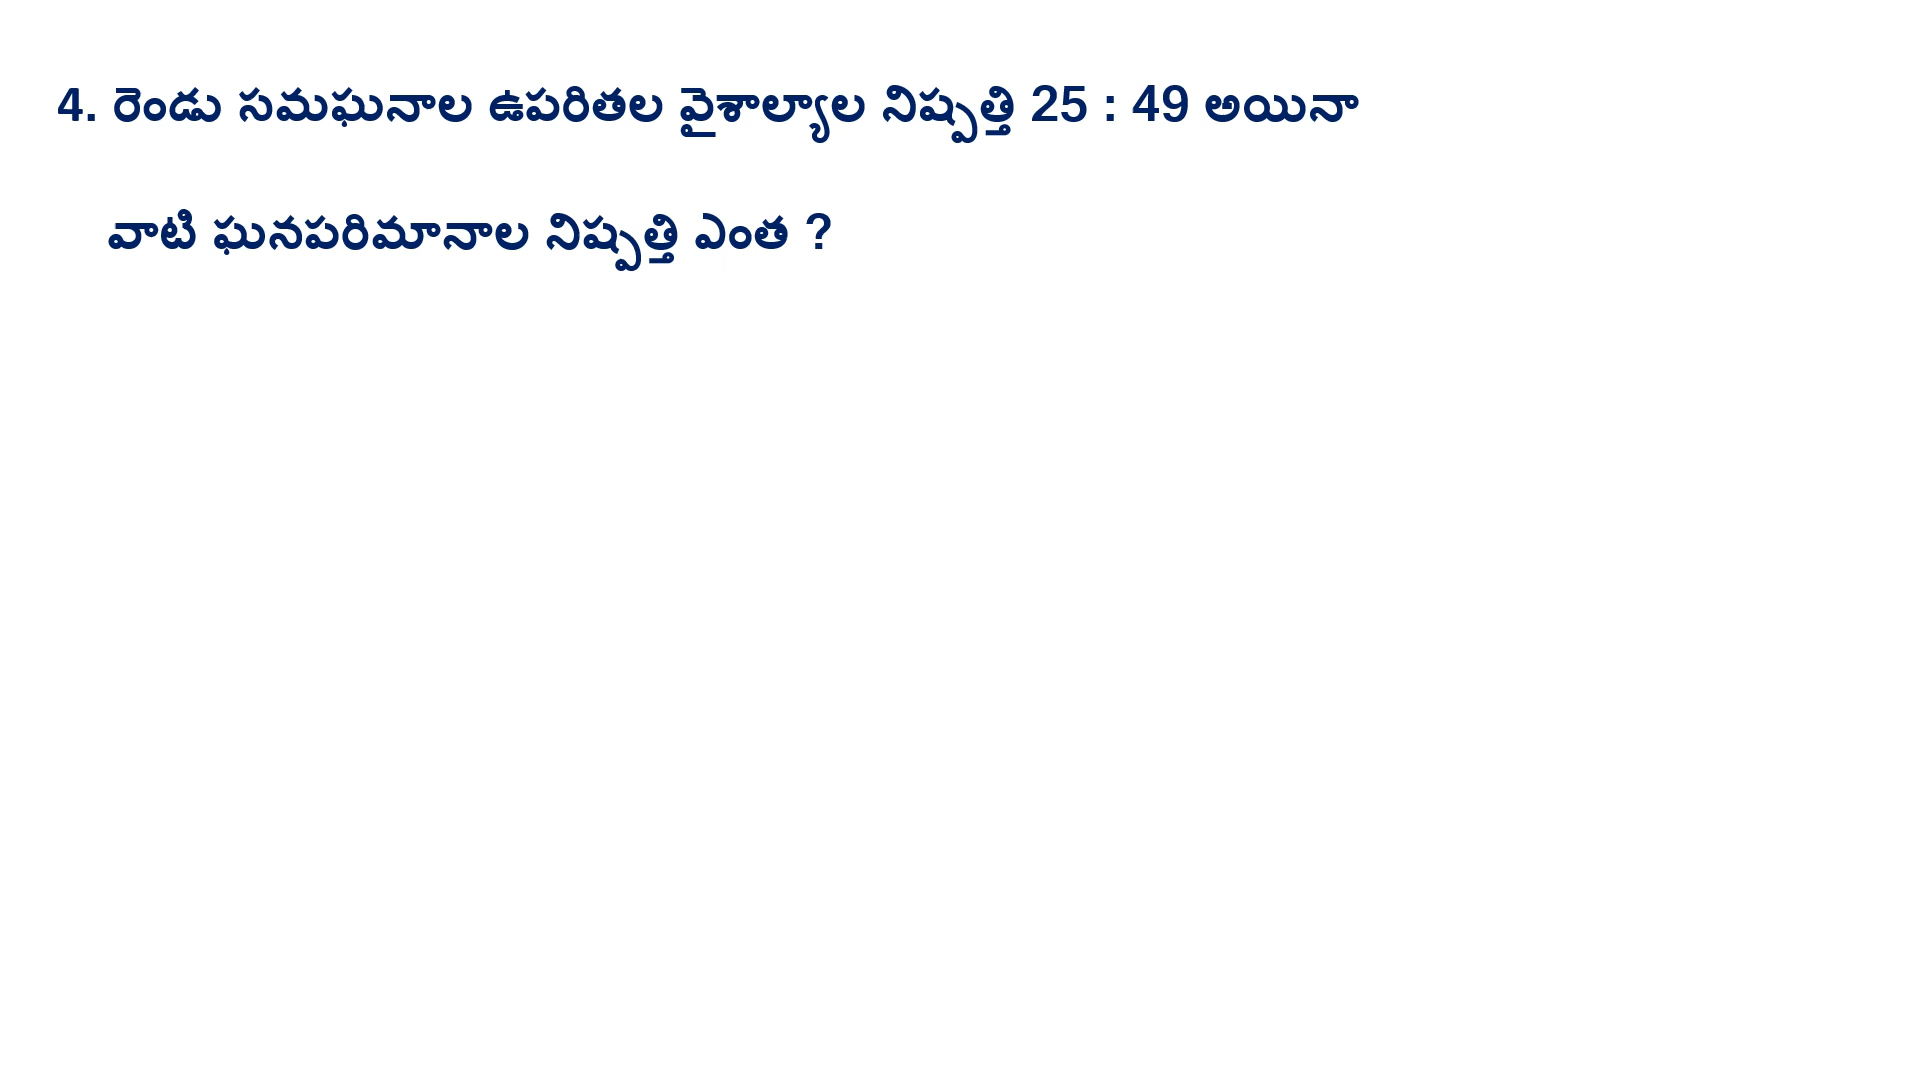 4. రెండు సమఘనాల ఉపరితల వైశాల్యాల నిష్పత్తి 25 : 49 అయినా
వాటి ఘనపరిమానాల నిష్పత్తి ఎంత ?